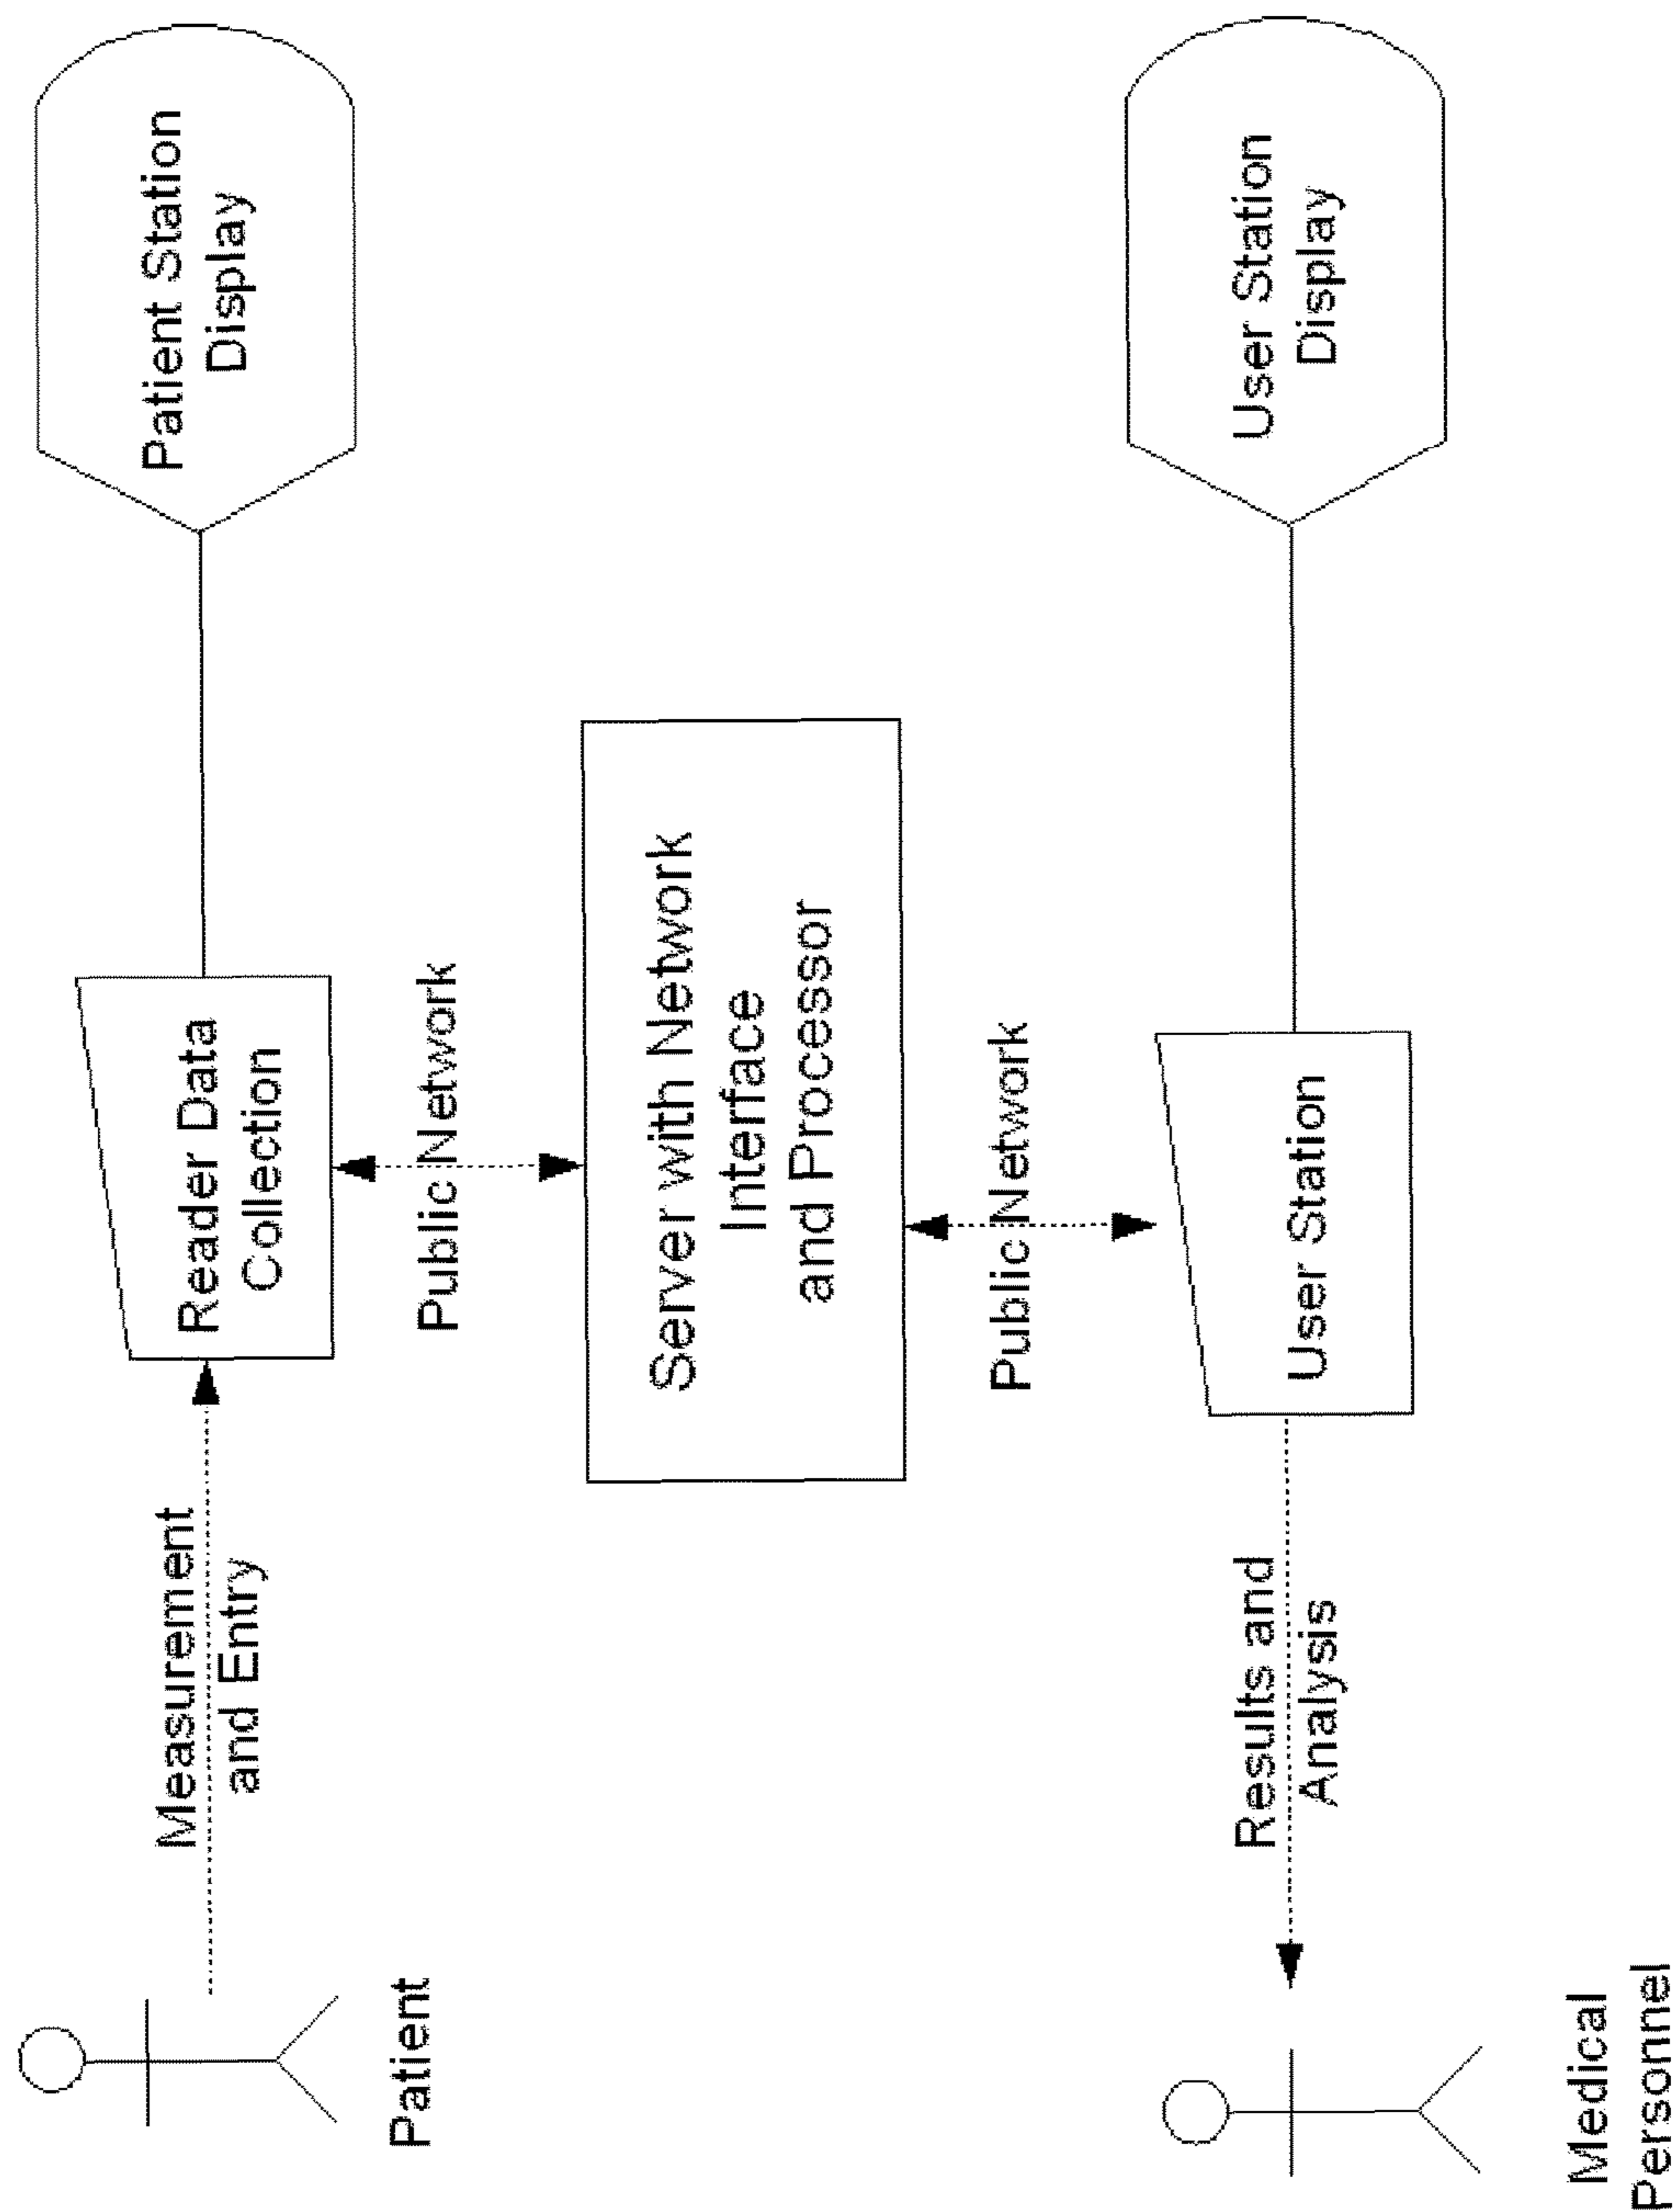 Patient
Measurement
and Entry
Reader Data
Collection
Patient Station
Display
Public Network
Server with Network
Interface
and Processor
Public Network
Medical
Personnel
Results and
Analysis
User Station
User Station
Display